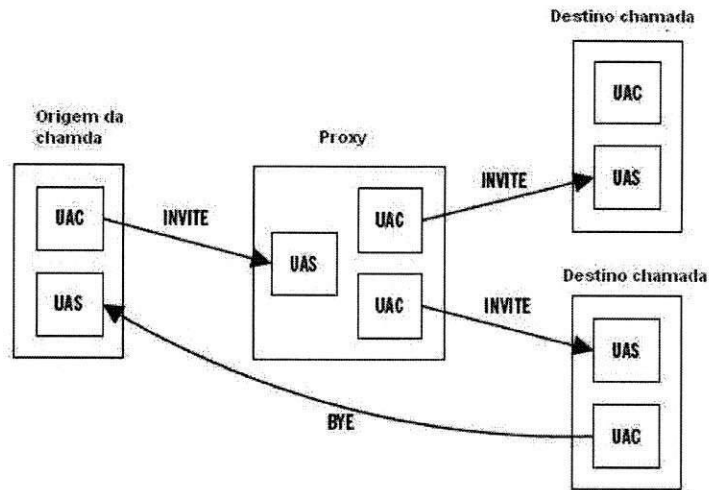 Destino chamada
UAC
UAS
Origem da
chamda
UAC
UAS
INVITE
Proxy
UAS
UAC
UAC
INVITE
INVITE
Destino chamada
UAS
UAC
BYE